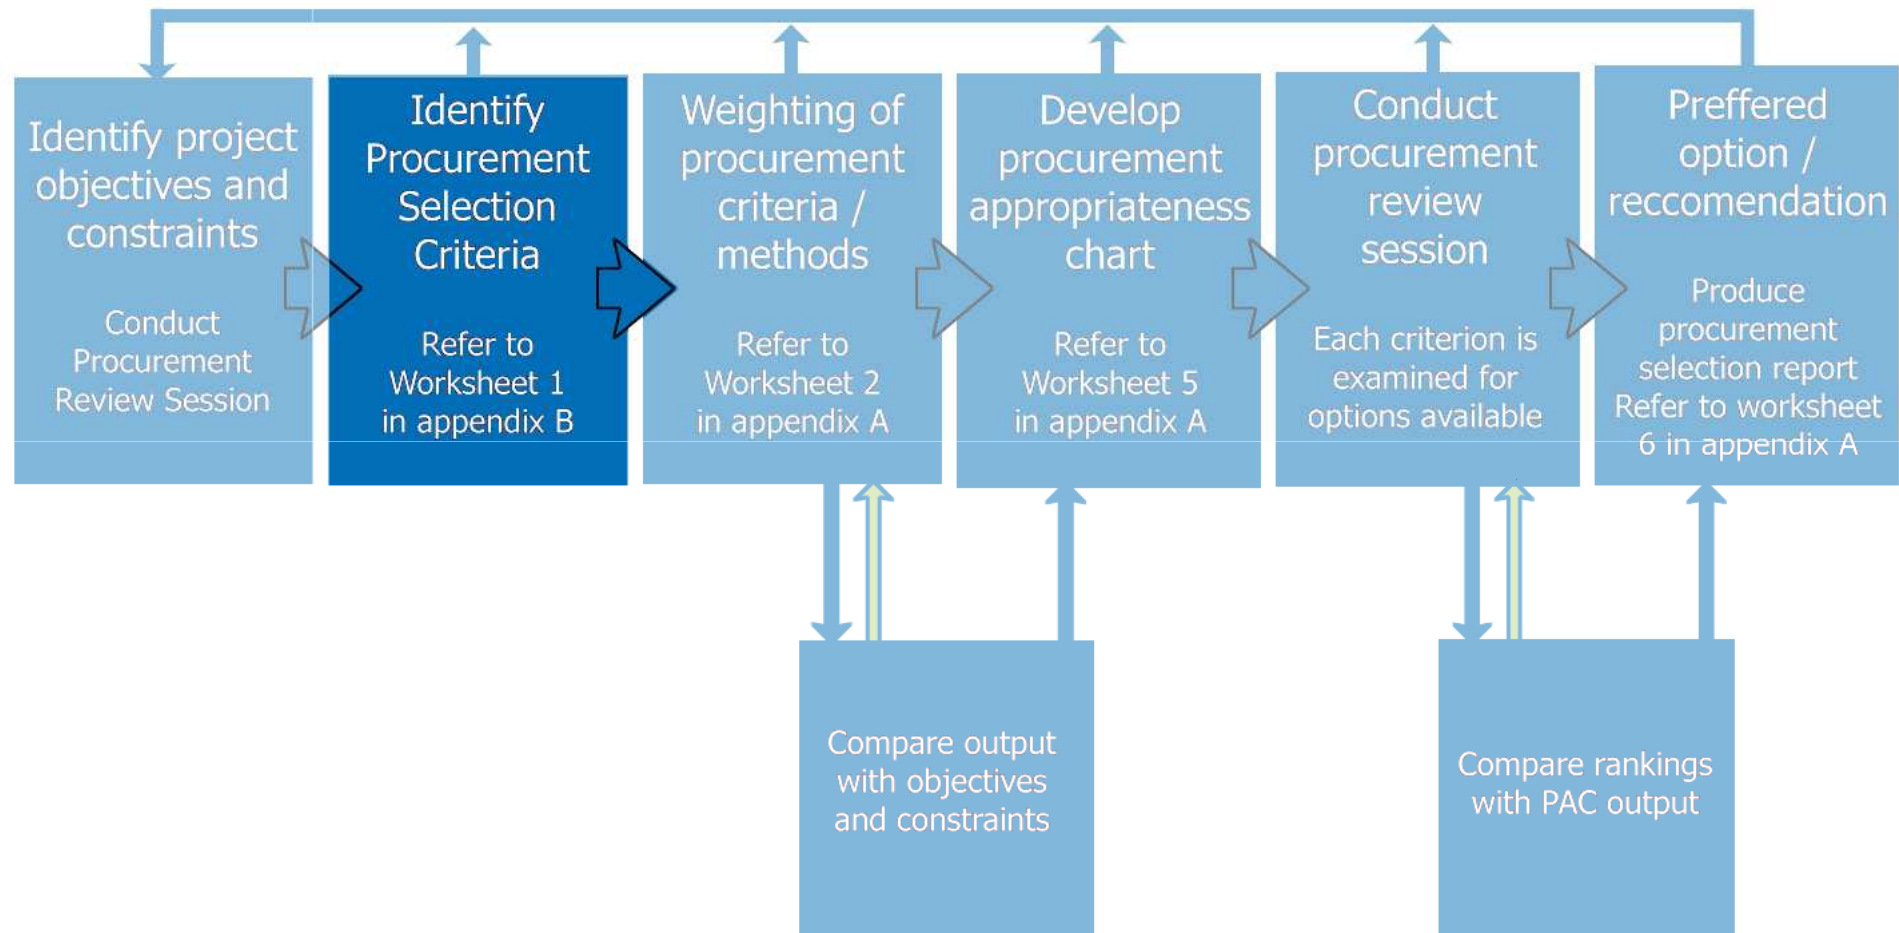 Identify project
objectives and
constraints
Conduct
Procurement
Review Session
Identify
Procurement
Selection
Criteria
Refer to
Worksheet 1
in appendix B
Weighting of
procurement
criteria /
methods
Refer to
Worksheet 2
in appendix A
Develop
procurement
appropriateness
chart
Refer to
Worksheet 5
in appendix A
Conduct
procurement
review
session
Each criterion is
examined for
options available
Preffered
option /
reccomendation
Produce
procurement
selection report
Refer to worksheet
6 in appendix A
Compare output
with objectives
and constraints
Compare rankings
with PAC output